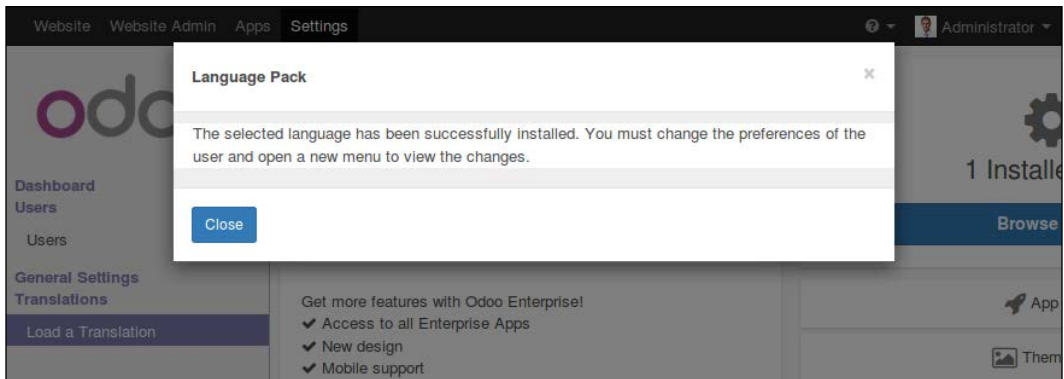 Website Website Admin Apps Settings Administrator
Language Pack
×
The selected language has been successfully installed. You must change the preferences of the
user and open a new menu to view the changes.
Close
odo
Dashboard
Users
Users
General Settings
Translations
Load a Translation
Get more features with Odoo Enterprise!
✔ Access to all Enterprise Apps
✔ New design
✔ Mobile support
1 Installe
Browse
App
Them